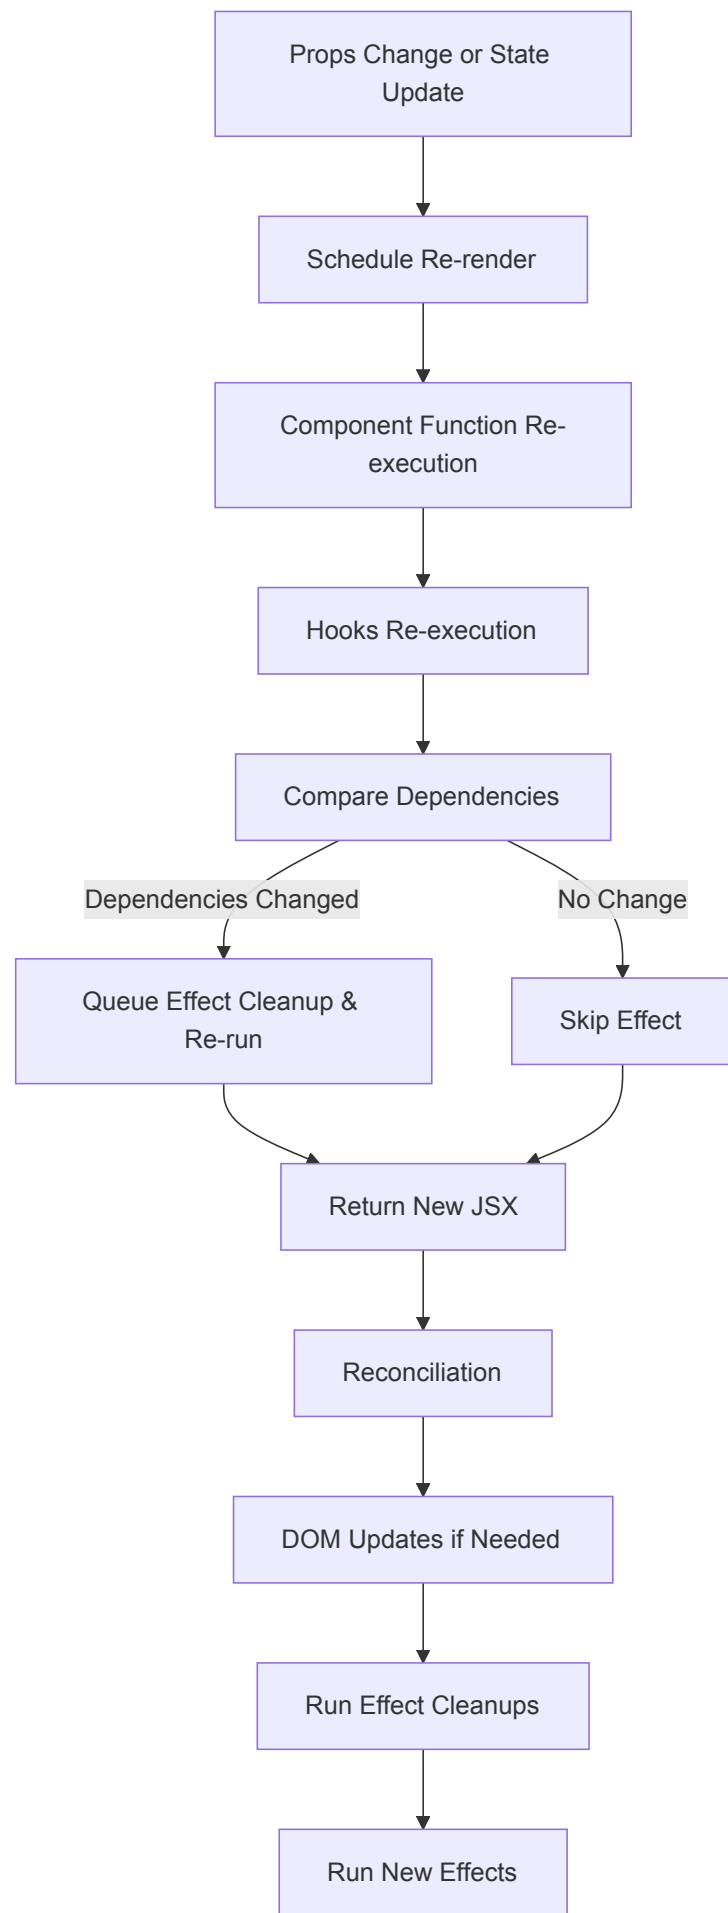 Props Change or State
Update
Schedule Re-render
Component Function Re-
execution
Hooks Re-execution
Compare Dependencies
Dependencies Changed
No Change
Queue Effect Cleanup &
Re-run
Skip Effect
Return New JSX
Reconciliation
DOM Updates if Needed
Run Effect Cleanups
Run New Effects